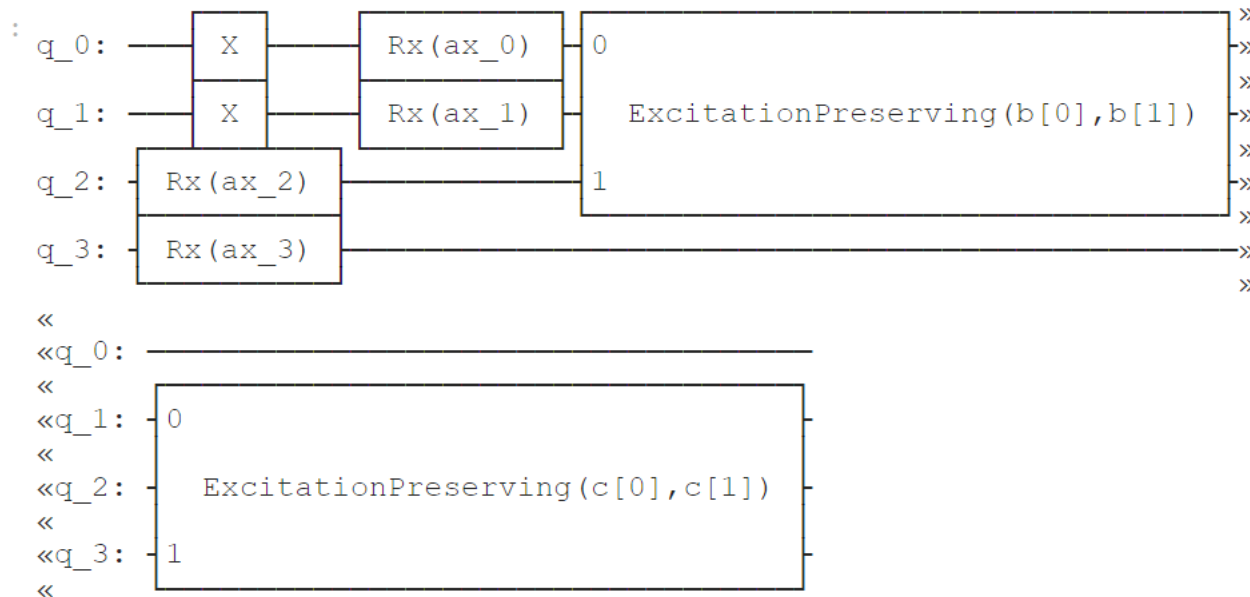 :
»
q_0: X Rx(ax_0) 0 »
»
q_1: X Rx(ax_1) ExcitationPreserving(b[0],b[1]) »
»
q_2: Rx(ax_2) 1 »
»
q_3: Rx(ax_3) »
»
«
«q_0:
«
«q_1: 0
«
«q_2: ExcitationPreserving(c[0],c[1])
«
«q_3: 1
«